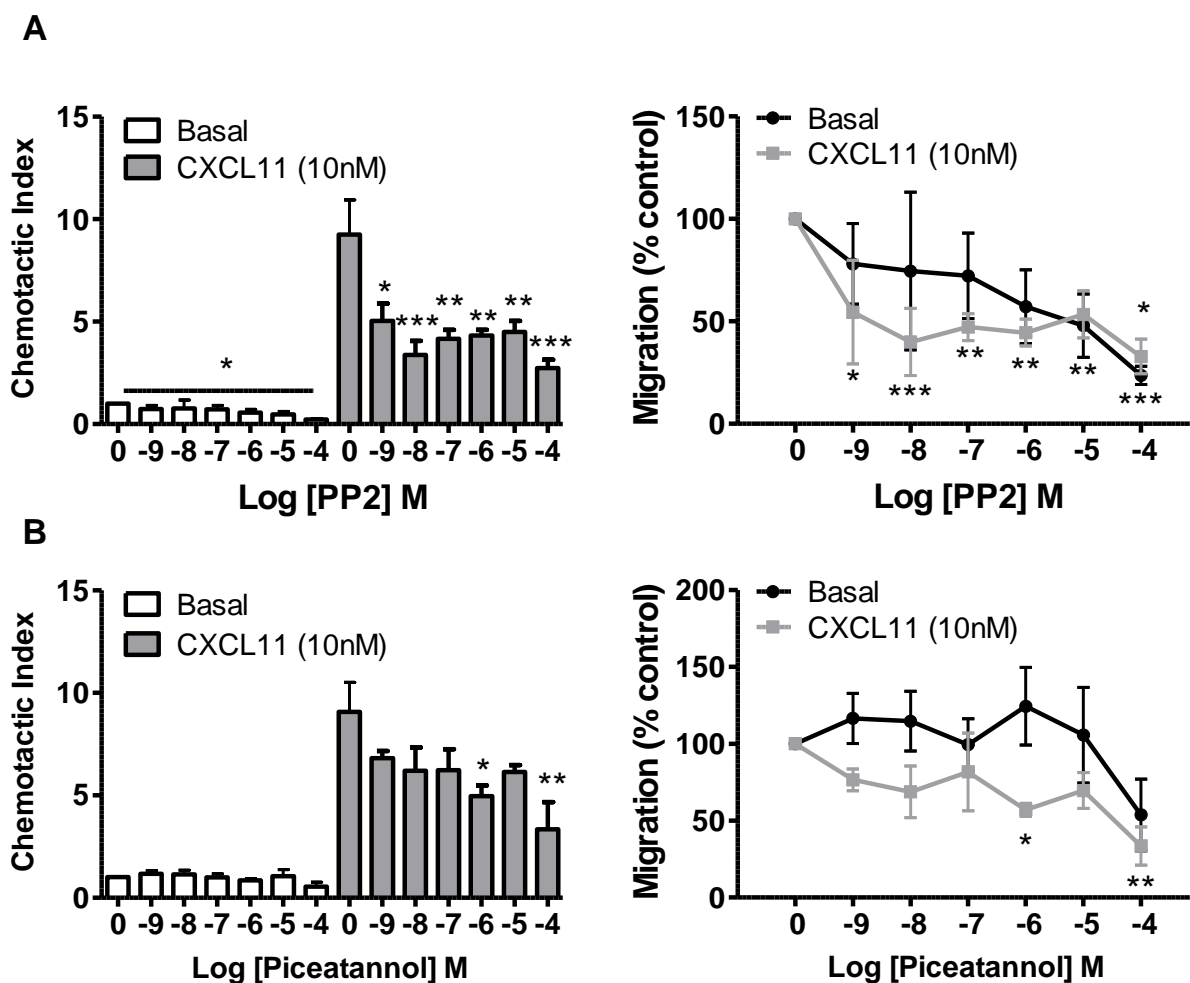 A
Chemotactic Index
15
10
5
0
Basal
CXCL11 (10nM)
*
* *** ** ** ** ***
0 -9 -8 -7 -6 -5 -4 0 -9 -8 -7 -6 -5 -4
Log [PP2] M
Migration (% control)
150
100
50
0
Basal
CXCL11 (10nM)
*
* *** ** ** ** ***
0 -9 -8 -7 -6 -5 -4
Log [PP2] M
B
Chemotactic Index
15
10
5
0
Basal
CXCL11 (10nM)
* **
0 -9 -8 -7 -6 -5 -4 0 -9 -8 -7 -6 -5 -4
Log [Piceatannol] M
Migration (% control)
200
150
100
50
0
Basal
CXCL11 (10nM)
* **
0 -9 -8 -7 -6 -5 -4
Log [Piceatannol] M